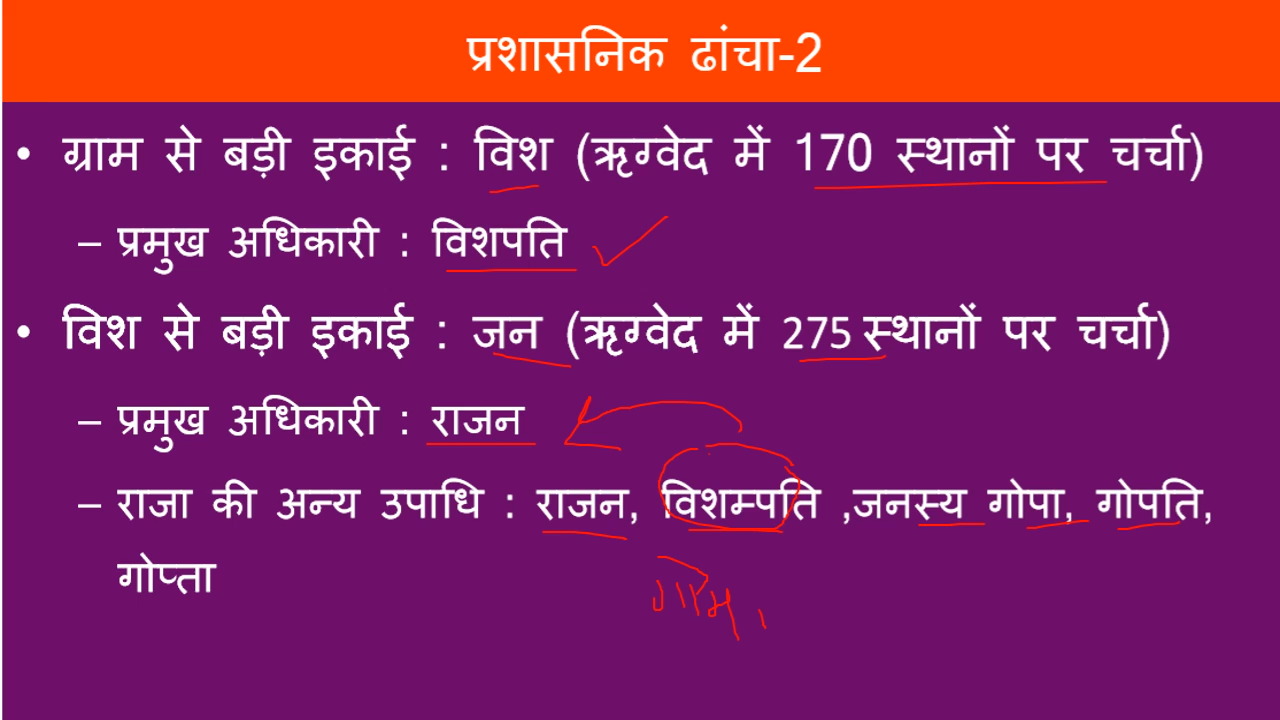 प्रशासनिक ढांचा-2
• ग्राम से बड़ी इकाई : विश (ऋग्वेद में 170 स्थानों पर चर्चा)
– प्रमुख अधिकारी : विशपति
• विश से बड़ी इकाई : जन (ऋग्वेद में 275 स्थानों पर चर्चा)
– प्रमुख अधिकारी : राजन
– राजा की अन्य उपाधि : राजन, विशम्पति ,जनस्य गोपा, गोपति,
गोप्ता